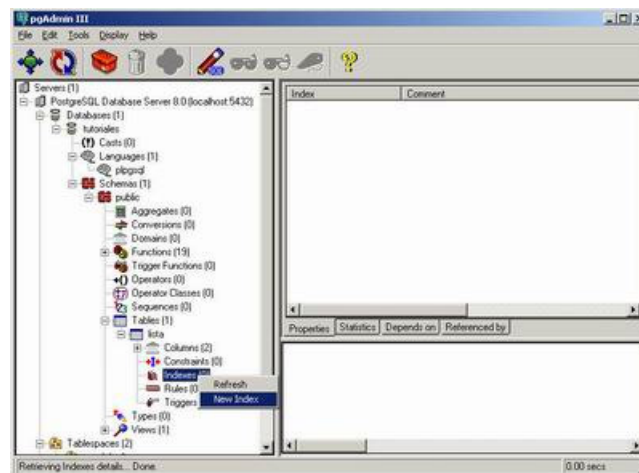 pgAdmin III
File Edit Tools Display Help
Servers (1)
PostgreSQL Database Server 8.0 (localhost:5432)
Databases (1)
tutoriales
Casts (0)
Languages (1)
plpgsql
Schemas (1)
public
Aggregates (0)
Conversions (0)
Domains (0)
Functions (19)
Trigger Functions (0)
Operators (0)
Operator Classes (0)
Sequences (0)
Tables (1)
lista
Columns (2)
Constraints (0)
Indexes
Rules (0
Triggers
Types (0)
Views (1)
Tablespaces (2)
Refresh
New Index
Index Comment
Properties Statistics Depends on Referenced by
Retrieving Indexes details... Done.
0.00 secs